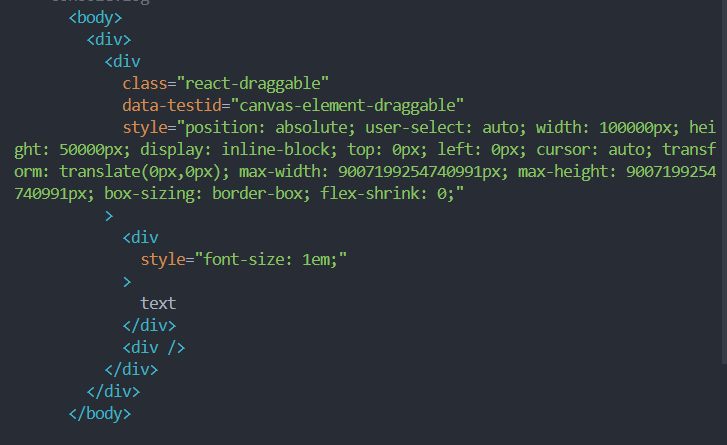 <body>
<div>
<div
class="react-draggable"
data-testid="canvas-element-draggable"
style="position: absolute; user-select: auto; width: 100000px; hei
ght: 50000px; display: inline-block; top: 0px; left: 0px; cursor: auto; transf
orm: translate(0px,0px); max-width: 9007199254740991px; max-height: 9007199254
740991px; box-sizing: border-box; flex-shrink: 0;"
>
<div
style="font-size: 1em;"
>
text
</div>
<div />
</div>
</div>
</body>